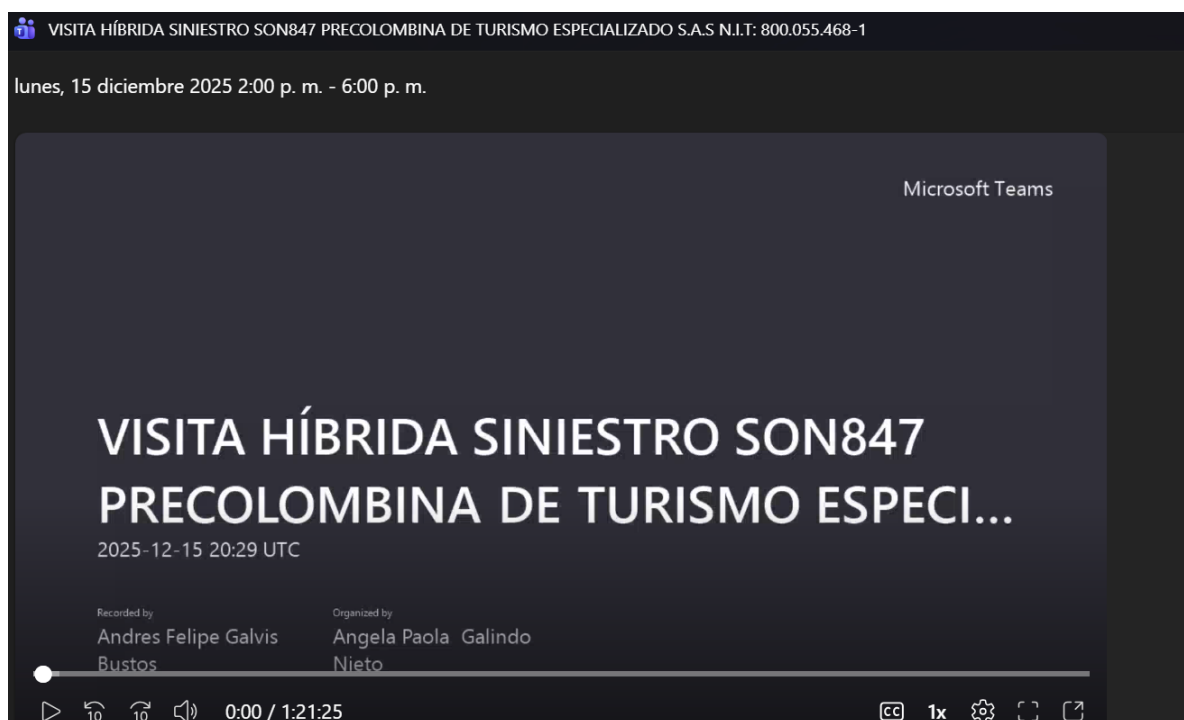 VISITA HÍBRIDA SINIESTRO SON847 PRECOLOMBINA DE TURISMO ESPECIALIZADO S.A.S N.I.T: 800.055.468-1
lunes, 15 diciembre 2025 2:00 p. m. - 6:00 p. m.
Microsoft Teams
VISITA HÍBRIDA SINIESTRO SON847
PRECOLOMBINA DE TURISMO ESPECI...
2025-12-15 20:29 UTC
Recorded by
Andres Felipe Galvis
Bustos
Organized by
Angela Paola Galindo
Nieto
10 10 0:00 / 1:21:25 CC 1x